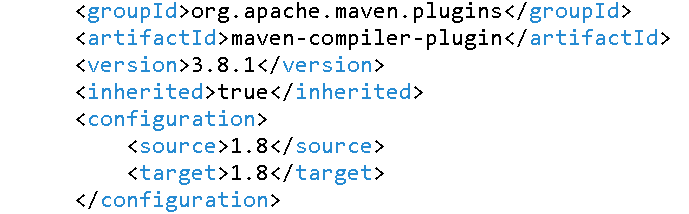 <groupId>org.apache.maven.plugins</groupId>
<artifactId>maven-compiler-plugin</artifactId>
<version>3.8.1</version>
<inherited>true</inherited>
<configuration>
<source>1.8</source>
<target>1.8</target>
</configuration>